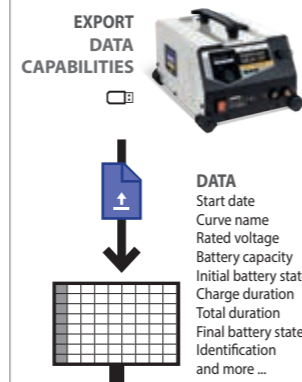 EXPORT
DATA
CAPABILITIES
DATA
Start date
Curve name
Rated voltage
Battery capacity
Initial battery state
Charge duration
Total duration
Final battery state
Identification
and more ...